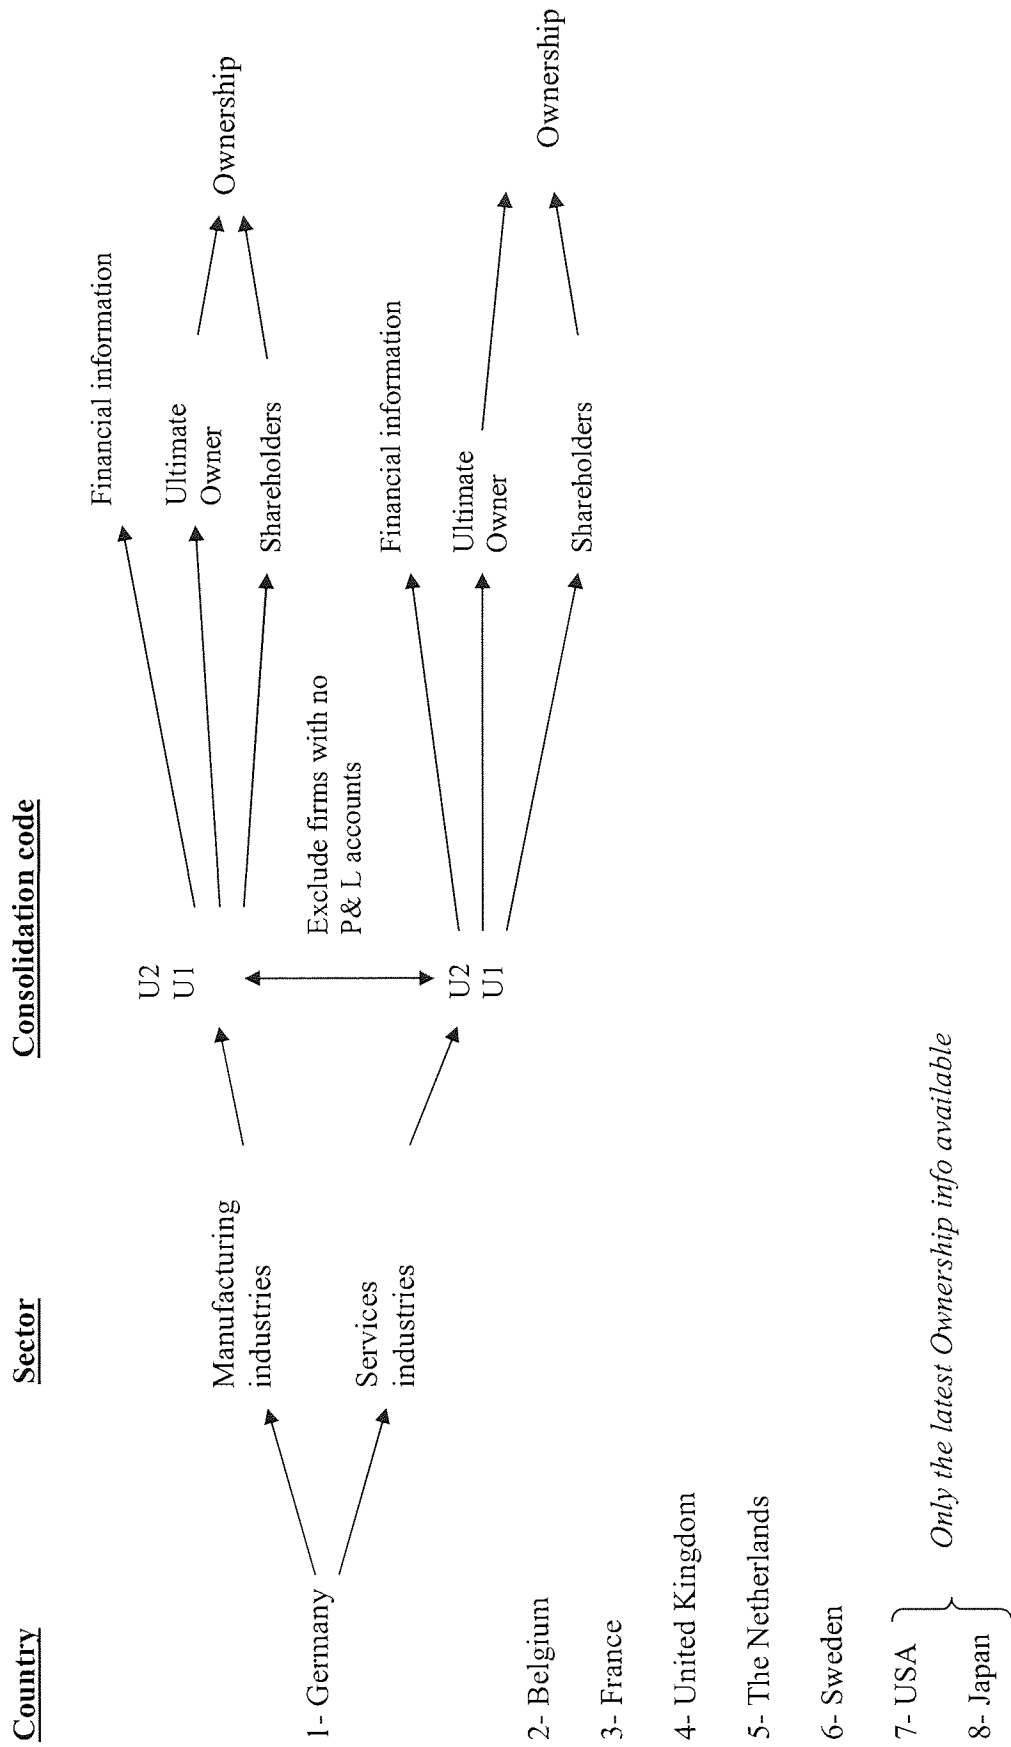 Country
Sector
Consolidation code
1- Germany
Manufacturing
industries
Services
industries
U2
U1
Exclude firms with no
P& L accounts
U2
U1
Financial information
Ultimate
Owner
Shareholders
Ownership
Financial information
Ultimate
Owner
Shareholders
Ownership
2- Belgium
3- France
4- United Kingdom
5- The Netherlands
6- Sweden
7- USA
8- Japan
Only the latest Ownership info available